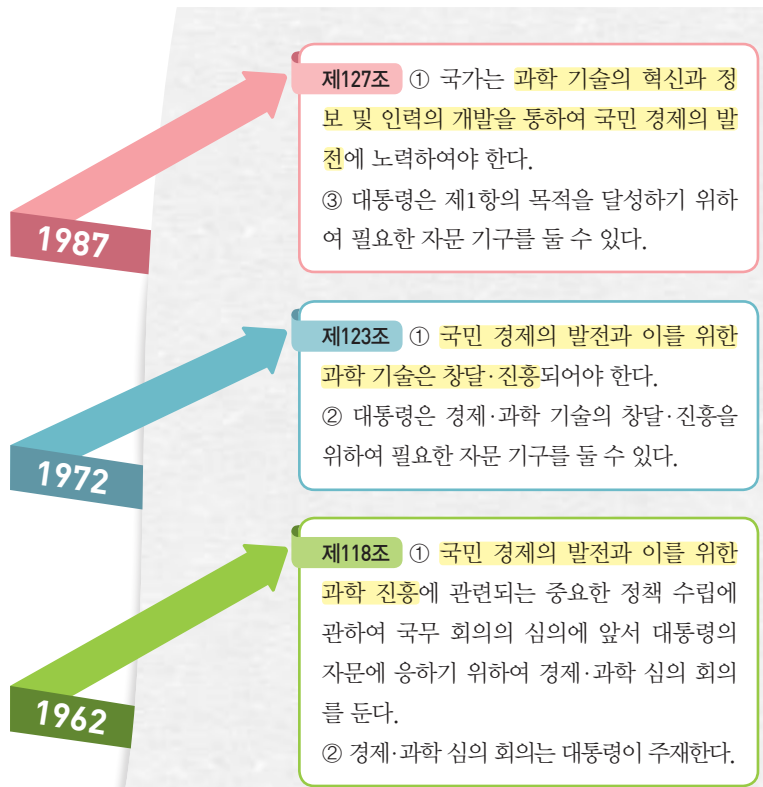 제127조 ① 국가는 과학 기술의 혁신과 정
보 및 인력의 개발을 통하여 국민 경제의 발
전에 노력하여야 한다.
③ 대통령은 제1항의 목적을 달성하기 위하
여 필요한 자문 기구를 둘 수 있다.
1987
제123조 ① 국민 경제의 발전과 이를 위한
과학 기술은 창달·진흥되어야 한다.
② 대통령은 경제·과학 기술의 창달·진흥을
위하여 필요한 자문 기구를 둘 수 있다.
1972
제118조 ① 국민 경제의 발전과 이를 위한
과학 진흥에 관련되는 중요한 정책 수립에
관하여 국무 회의의 심의에 앞서 대통령의
자문에 응하기 위하여 경제·과학 심의 회의
를 둔다.
② 경제·과학 심의 회의는 대통령이 주재한다.
1962